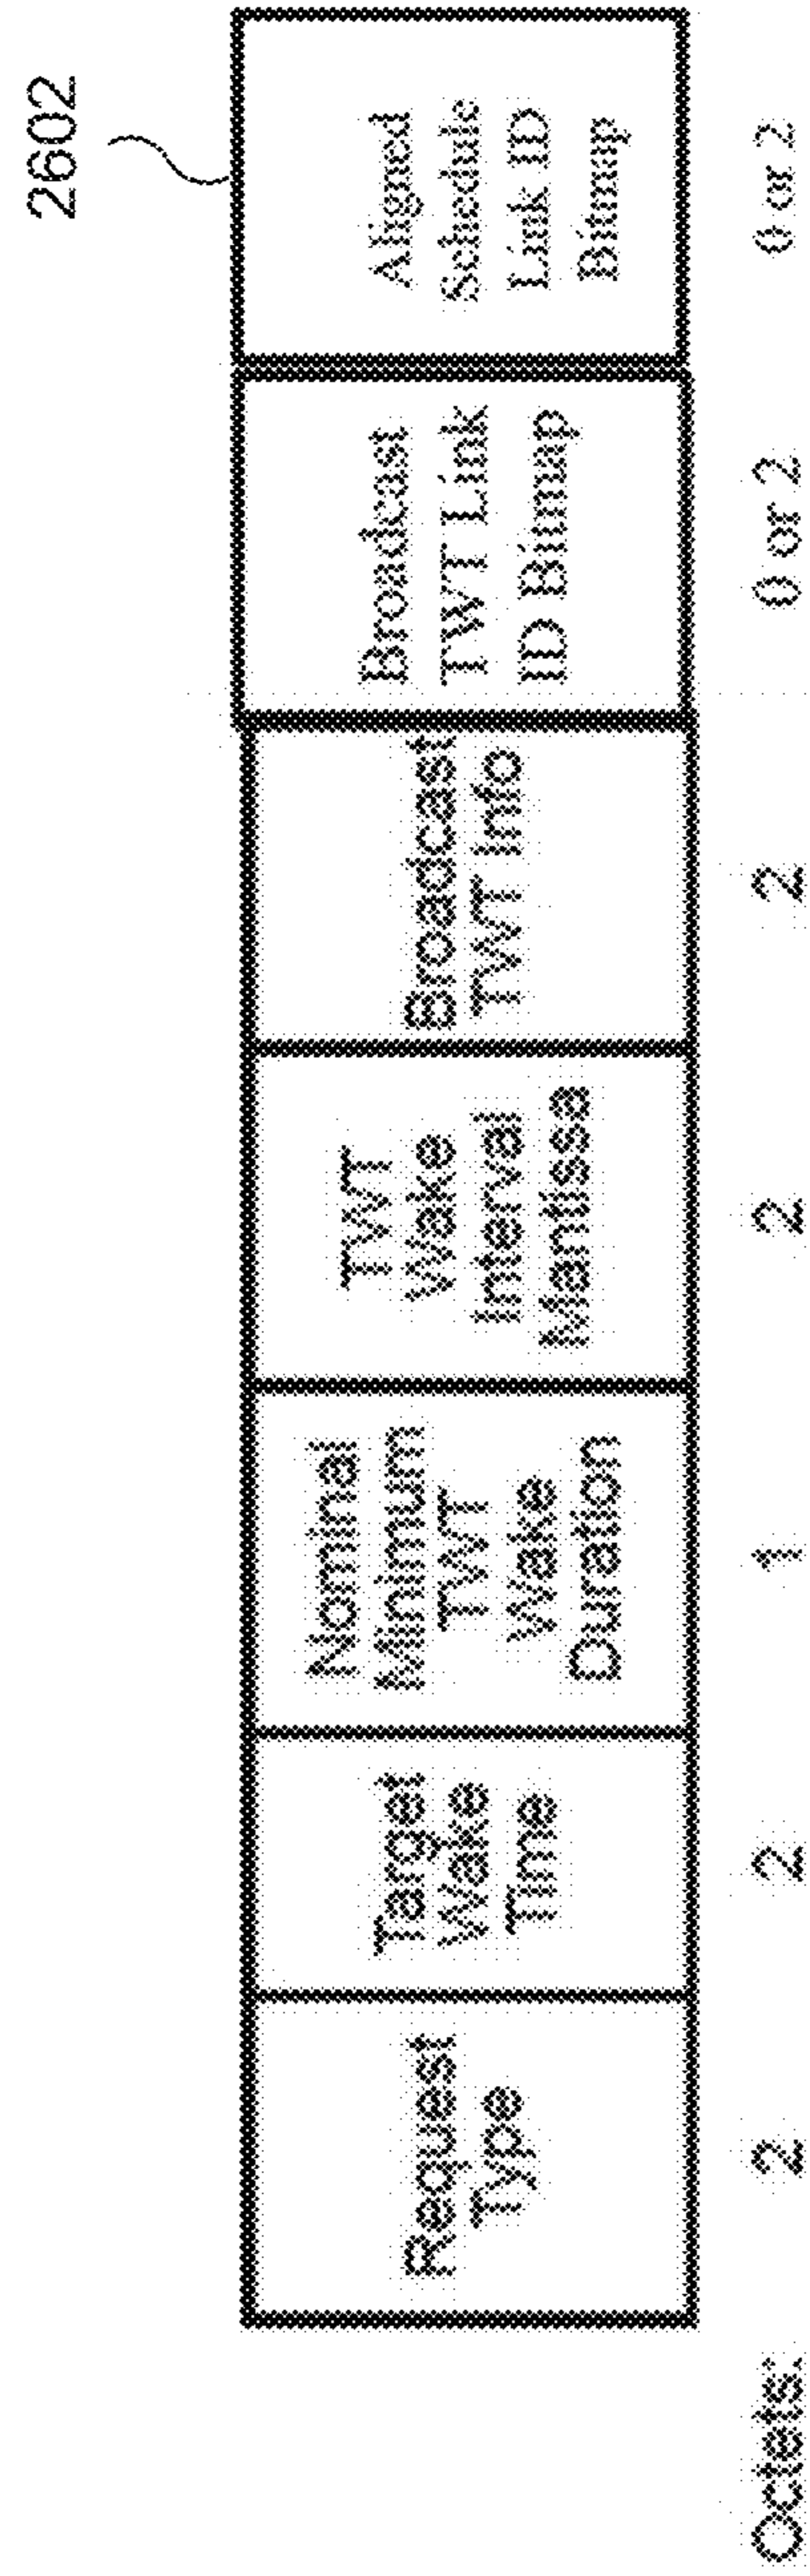 2602
Request
Type
Target
Wake
Time
Nominal
Minimum
TWT
Wake
Duration
TWT
Wake
Interval
Mantissa
Broadcast
TWT Info
Broadcast
TWT Link
ID Bitmap
Aligned
Schedule
Link ID
Bitmap
Octets: 2 2 1 2 2 0 or 2 0 or 2